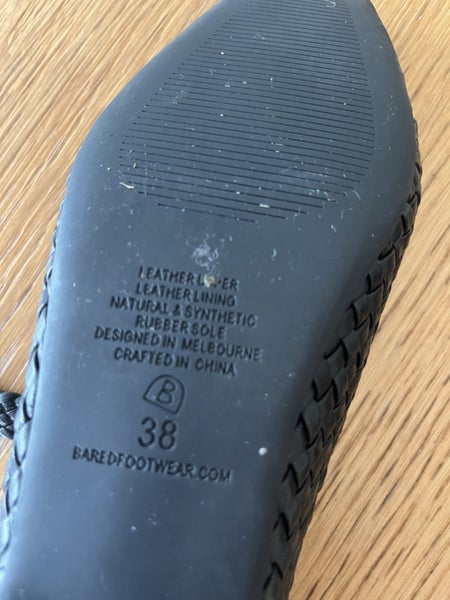 LEATHER UPPER
LEATHER LINING
NATURAL & SYNTHETIC
RUBBER SOLE
DESIGNED IN MELBOURNE
CRAFTED IN CHINA
B
38
BAREDFOOTWEAR.COM